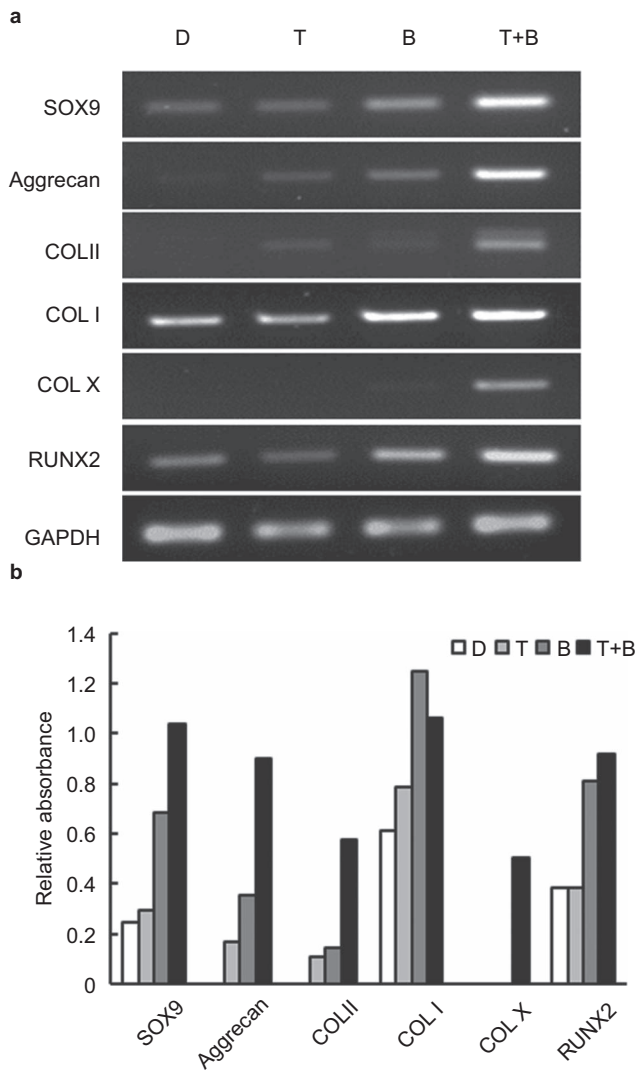 a
D T B T+B
SOX9
Aggrecan
COLII
COL I
COL X
RUNX2
GAPDH
b
1.4
1.2
1.0
0.8
0.6
0.4
0.2
0
Relative absorbance
D T B T+B
SOX9
Aggrecan
COLII
COL I
COL X
RUNX2